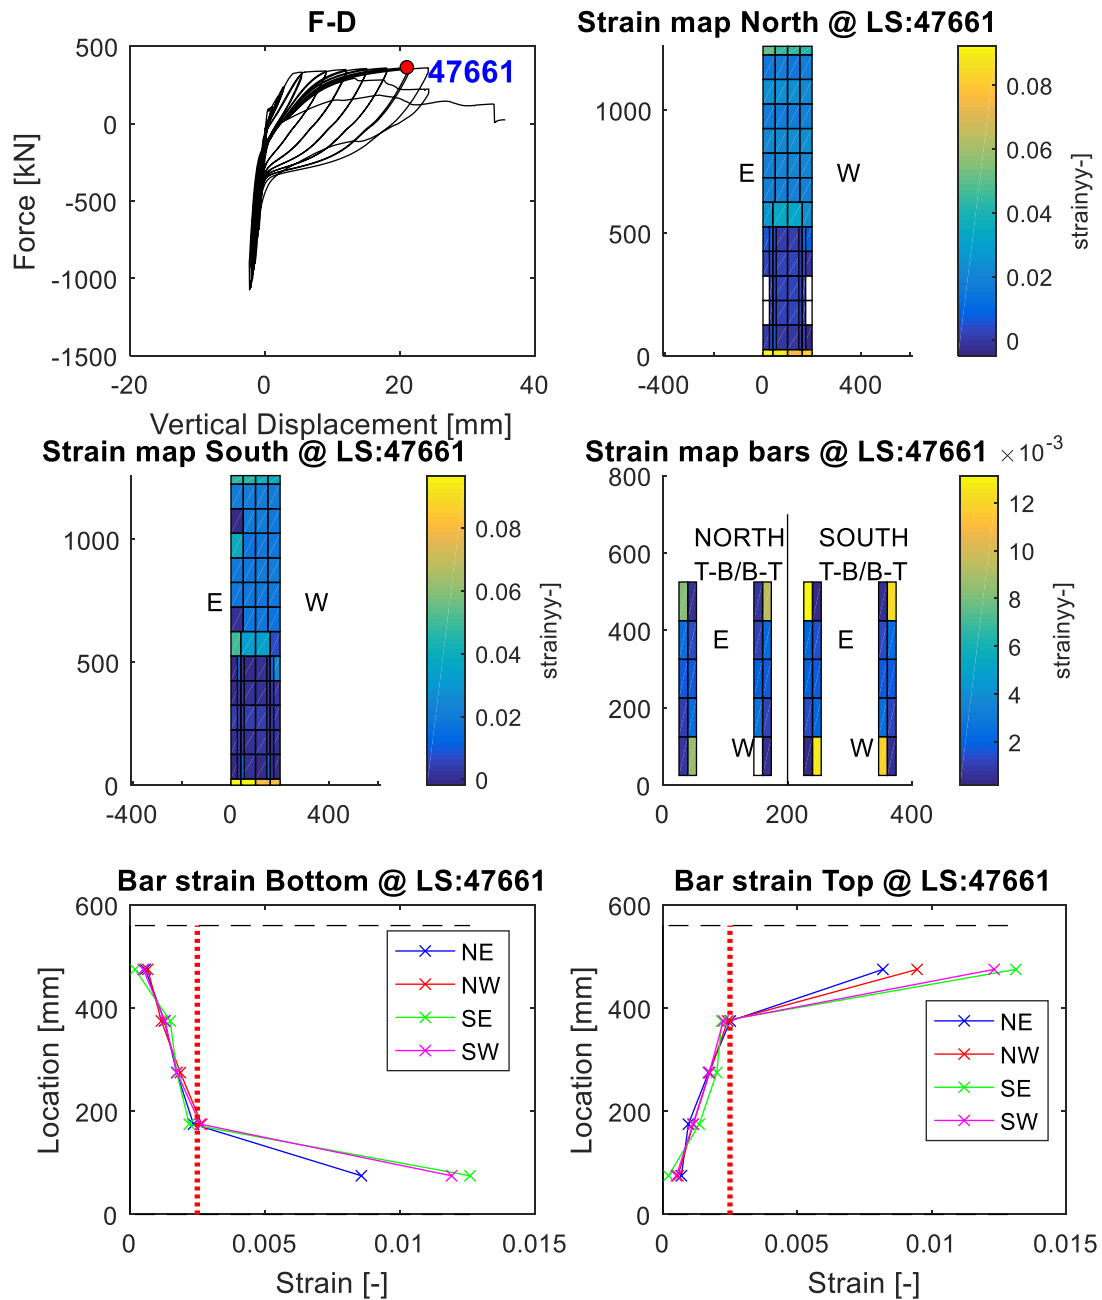 F-D
500
0
-500
-1000
-1500
-20
0
20
40
Force [kN]
Vertical Displacement [mm]
47661
Strain map North @ LS:47661
1000
500
0
-400
0
400
E
W
0.08
0.06
0.04
0.02
0
strainyy-]
Strain map South @ LS:47661
1000
500
0
-400
0
400
E
W
0.08
0.06
0.04
0.02
0
strainyy-]
Strain map bars @ LS:47661
×10-3
800
600
400
200
0
0
200
400
NORTH
SOUTH
T-B/B-T
T-B/B-T
E
E
W
W
12
10
8
6
4
2
strainyy-]
Bar strain Bottom @ LS:47661
600
400
200
0
0
0.005
0.01
0.015
Location [mm]
Strain [-]
NE
NW
SE
SW
Bar strain Top @ LS:47661
600
400
200
0
0
0.005
0.01
0.015
Location [mm]
Strain [-]
NE
NW
SE
SW